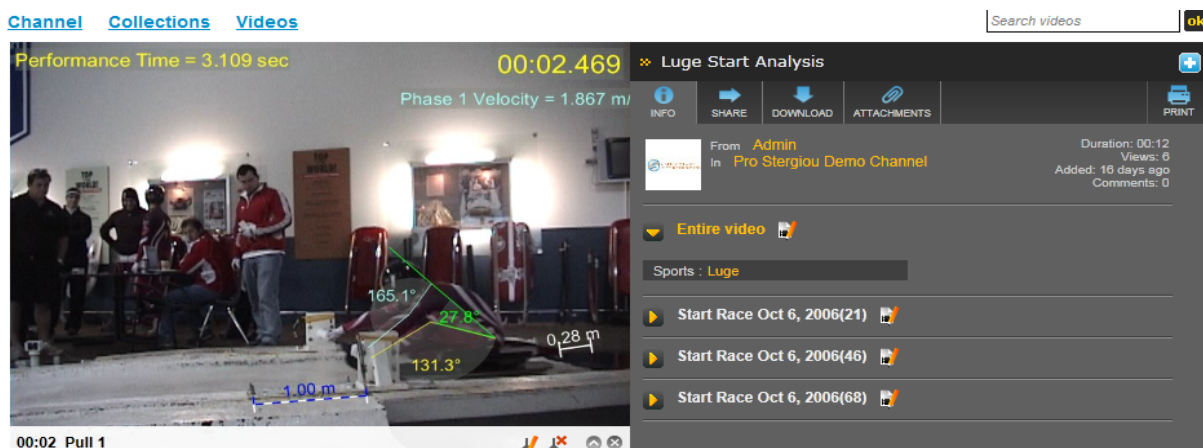 Channel Collections Videos
Search videos ok
Performance Time = 3.109 sec
00:02.469
Phase 1 Velocity = 1.867 m/
TOP
WORLD!
TOP
WORLD!
165.1°
27.8°
131.3°
0,28 m
1.00 m
00:02 Pull 1
» Luge Start Analysis
INFO SHARE DOWNLOAD ATTACHMENTS PRINT
From Admin
In Pro Stergiou Demo Channel
Duration: 00:12
Views: 6
Added: 16 days ago
Comments: 0
Entire video
Sports : Luge
Start Race Oct 6, 2006(21)
Start Race Oct 6, 2006(46)
Start Race Oct 6, 2006(68)